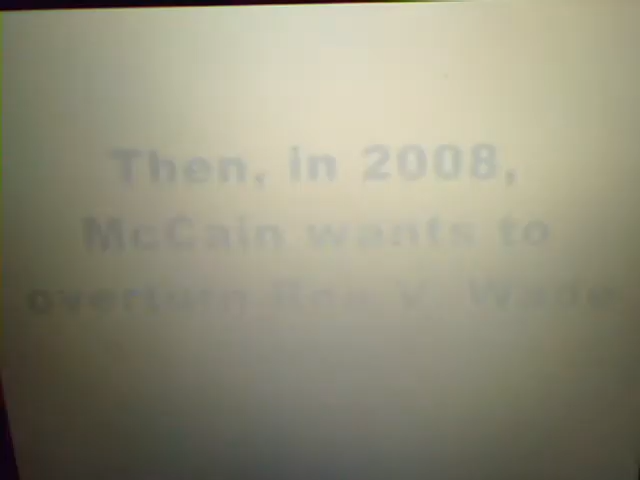 Then, in 2008,
McCain wants to
overturn Roe V. Wade